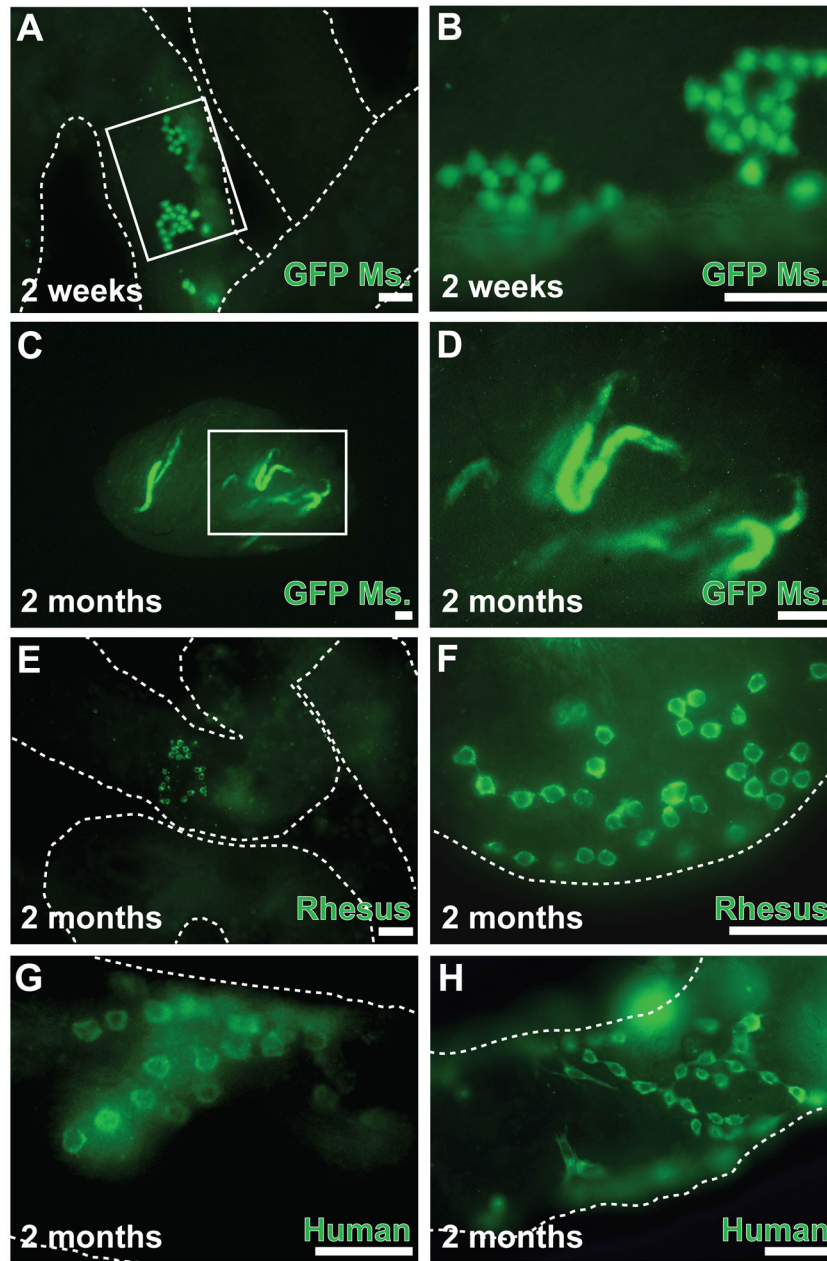 A
2 weeks
GFP Ms.
B
2 weeks
GFP Ms.
C
2 months
GFP Ms.
D
2 months
GFP Ms.
E
2 months
Rhesus
F
2 months
Rhesus
G
2 months
Human
H
2 months
Human